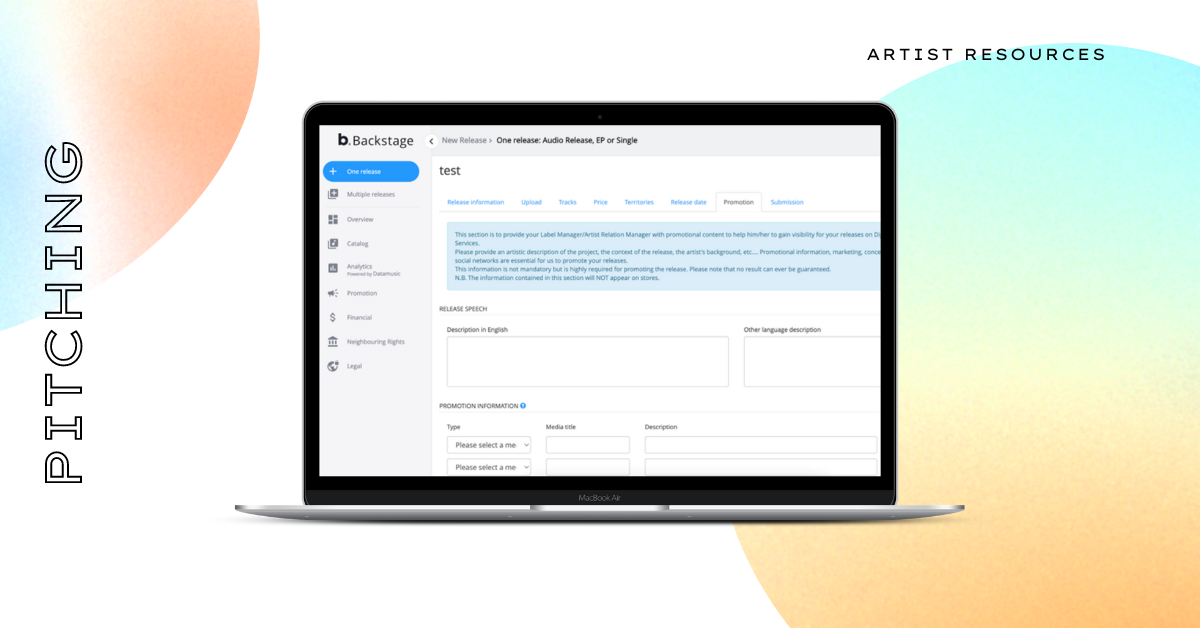 ARTIST RESOURCES
PITCHING
b.Backstage
New Release > One release: Audio Release, EP or Single
One release
Multiple releases
Overview
Catalog
Analytics
Powered by Datamusic
Promotion
Financial
Neighbouring Rights
Legal
test
Release information Upload Tracks Price Territories Release date Promotion Submission
This section is to provide your Label Manager/Artist Relation Manager with promotional content to help him/her to gain visibility for your releases on Di
Services.
Please provide an artistic description of the project, the context of the release, the artist's background, etc.... Promotional information, marketing, conce
social networks are essential for us to promote your releases.
This information is not mandatory but is highly required for promoting the release. Please note that no result can ever be guaranteed.
N.B. The information contained in this section will NOT appear on stores.
RELEASE SPEECH
Description in English Other language description
PROMOTION INFORMATION
Type Media title Description
Please select a me
Please select a me
MacBook Air